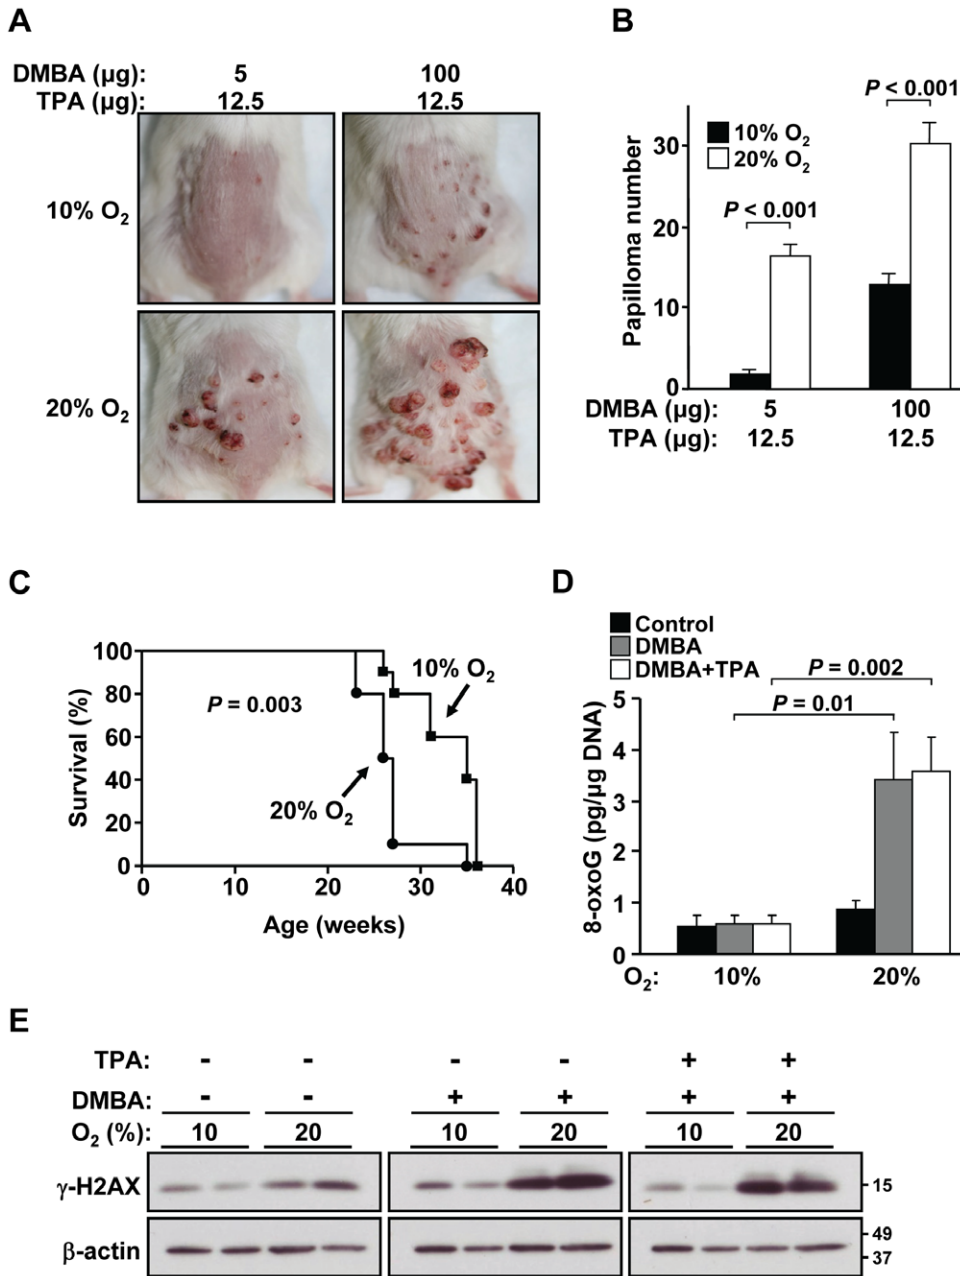 A
DMBA (µg): 5 100
TPA (µg): 12.5 12.5
10% O₂
20% O₂
B
P < 0.001
10% O₂
20% O₂
P < 0.001
Papilloma number
30
20
10
0
DMBA (µg): 5 100
TPA (µg): 12.5 12.5
C
Survival (%)
100
80
60
40
20
0
P = 0.003
10% O₂
20% O₂
0 10 20 30 40
Age (weeks)
D
Control
DMBA
DMBA+TPA
P = 0.002
P = 0.01
8-oxoG (pg/µg DNA)
5
4
3
2
1
0
O₂: 10% 20%
E
TPA: - - - - + +
DMBA: - - + + + +
O₂ (%): 10 20 10 20 10 20
γ-H2AX
15
β-actin
49
37